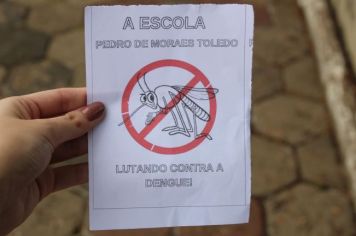 A ESCOLA
PEDRO DE MORAES TOLEDO
LUTANDO CONTRA A
DENGUE!